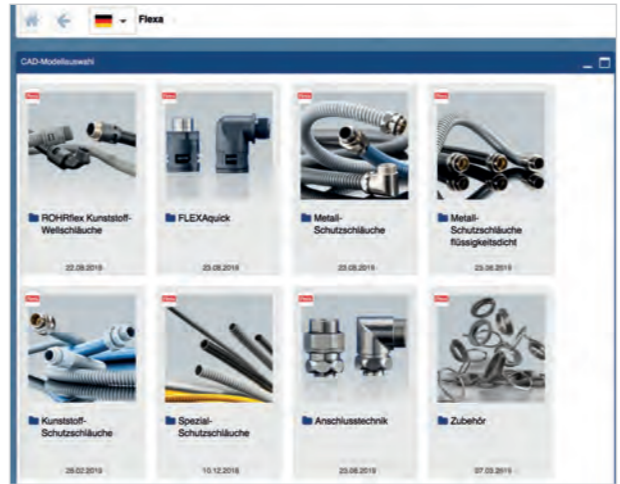 Flexa
CAD-Modellauswahl
ROHRflex Kunststoff-
Wellschläuche
22.08.2019
FLEXAquick
23.08.2019
Metall-
Schutzschläuche
23.08.2019
Metall-
Schutzschläuche
flüssigkeitsdicht
23.08.2019
Kunststoff-
Schutzschläuche
28.02.2019
Spezial-
Schutzschläuche
10.12.2018
Anschlusstechnik
23.08.2019
Zubehör
07.03.2019